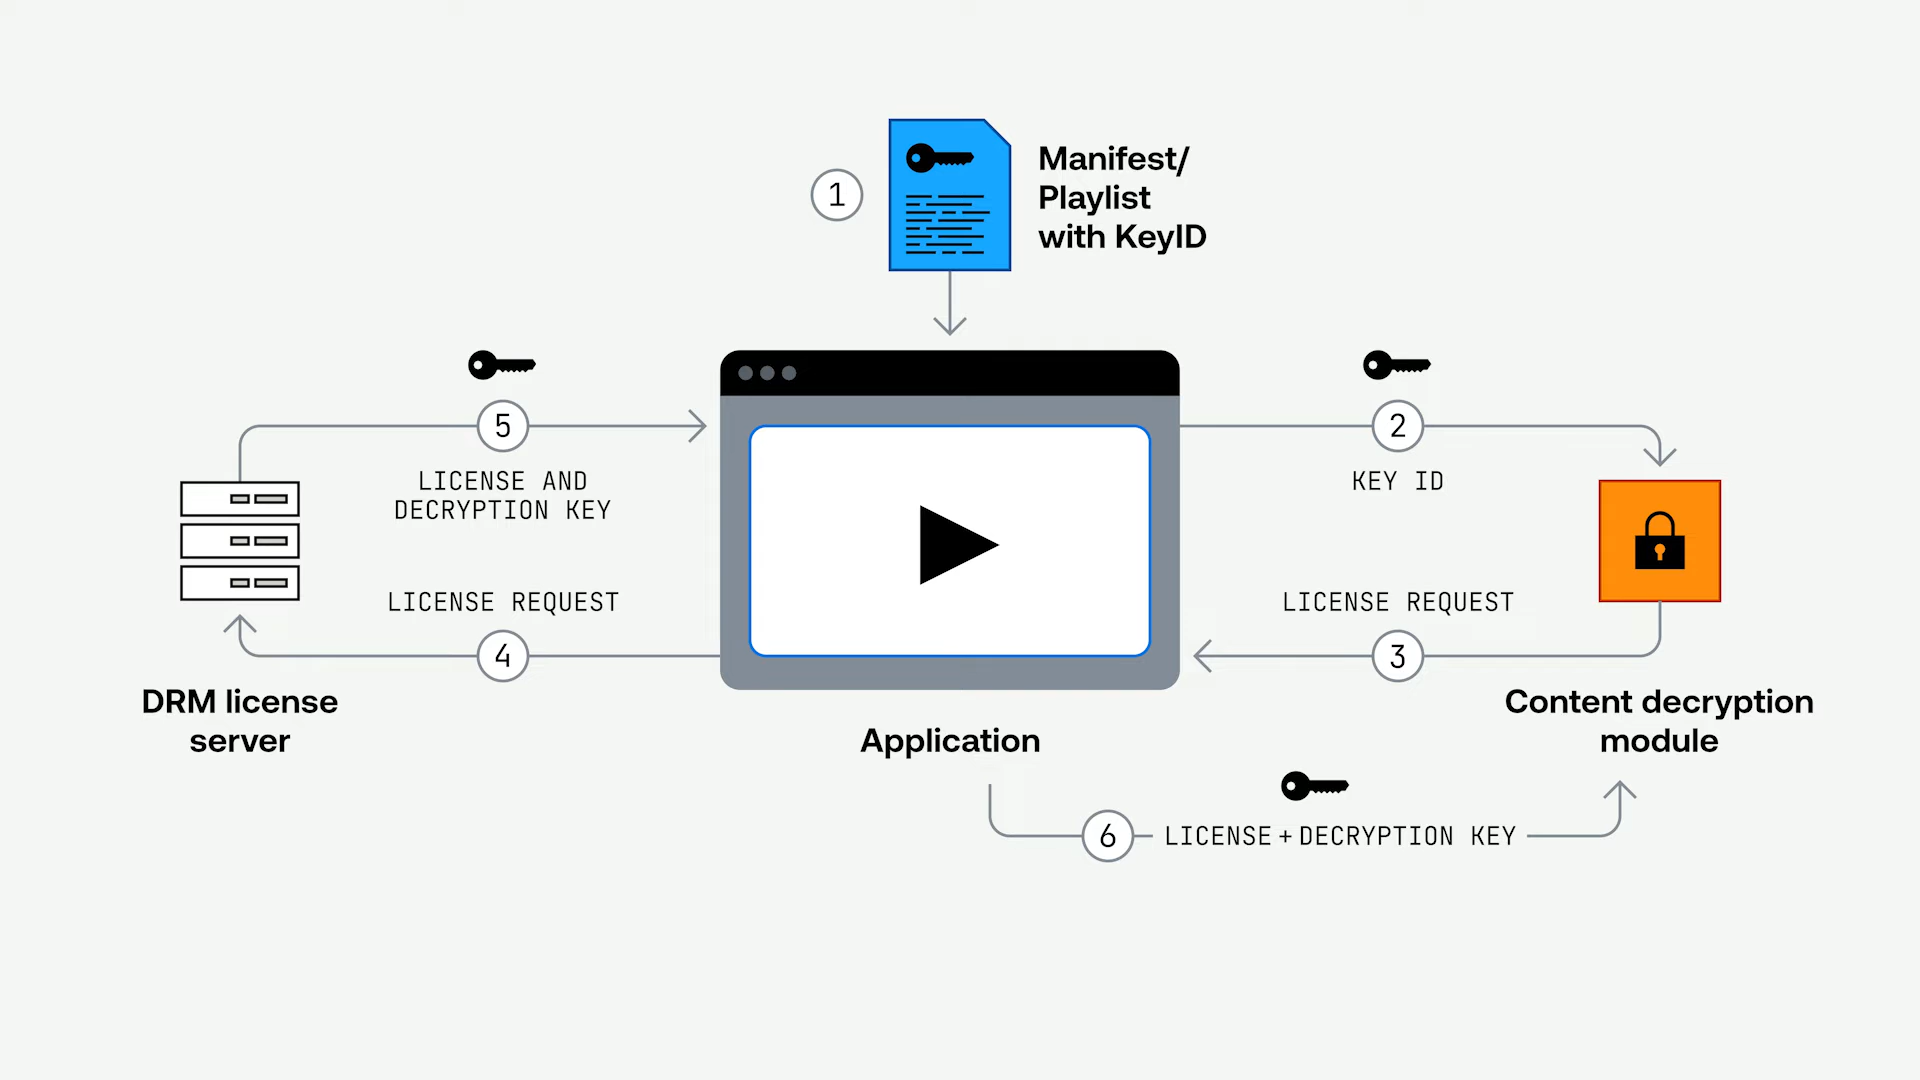 1
Manifest/
Playlist
with KeyID
5
LICENSE AND
DECRYPTION KEY
2
KEY ID
LICENSE REQUEST
4
LICENSE REQUEST
3
DRM license
server
Application
Content decryption
module
6
LICENSE+DECRYPTION KEY